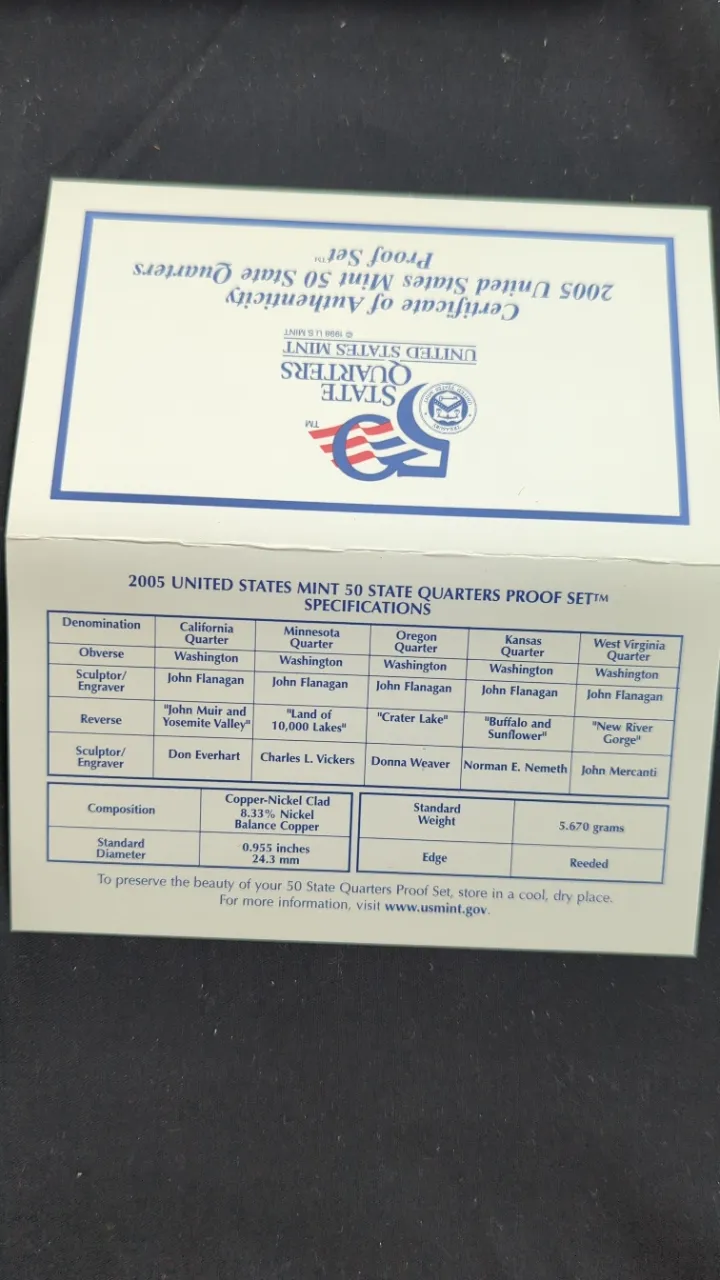 Certificate of Authenticity
2005 United States Mint 50 State Quarters
Proof Set™
50
™
STATE
QUARTERS
UNITED STATES MINT
© 1998 U.S. MINT
2005 UNITED STATES MINT 50 STATE QUARTERS PROOF SET™
SPECIFICATIONS
Denomination California Quarter Minnesota Quarter Oregon Quarter Kansas Quarter West Virginia Quarter
Obverse Washington Washington Washington Washington Washington
Sculptor/ Engraver John Flanagan John Flanagan John Flanagan John Flanagan John Flanagan
Reverse "John Muir and Yosemite Valley" "Land of 10,000 Lakes" "Crater Lake" "Buffalo and Sunflower" "New River Gorge"
Sculptor/ Engraver Don Everhart Charles L. Vickers Donna Weaver Norman E. Nemeth John Mercanti
Composition Copper-Nickel Clad 8.33% Nickel Balance Copper Standard Weight 5.670 grams
Standard Diameter 0.955 inches 24.3 mm Edge Reeded
To preserve the beauty of your 50 State Quarters Proof Set, store in a cool, dry place.
For more information, visit www.usmint.gov.